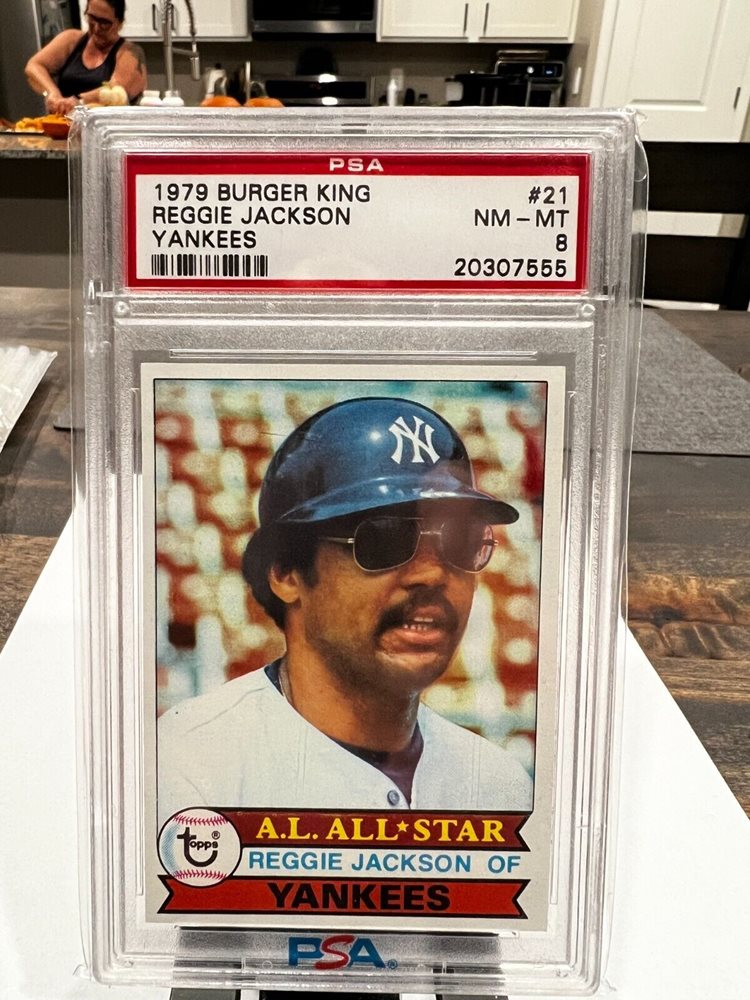 PSA
1979 BURGER KING #21
REGGIE JACKSON NM-MT
YANKEES 8
20307555
NY
topps®
A.L. ALL★STAR
REGGIE JACKSON OF
YANKEES
PSA®